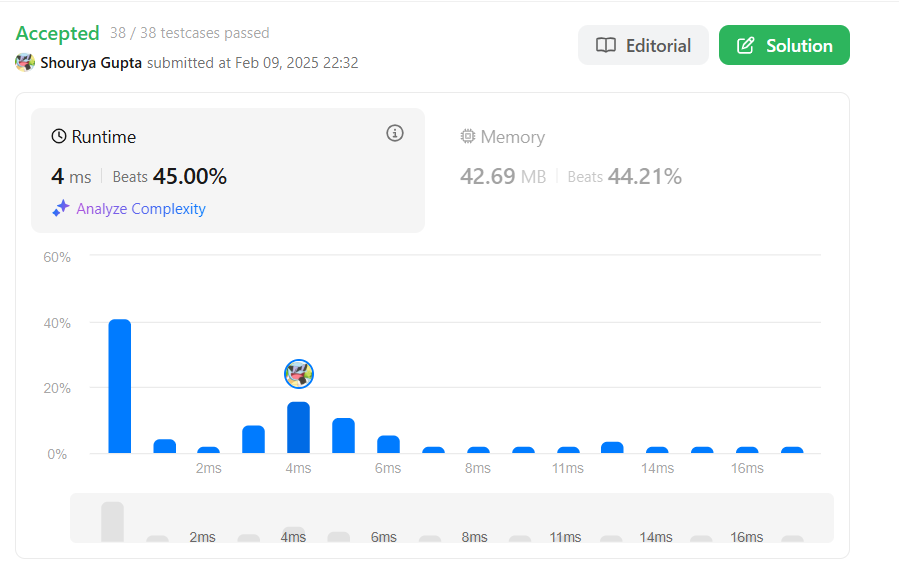 Accepted 38 / 38 testcases passed
Editorial
Solution
Shourya Gupta submitted at Feb 09, 2025 22:32
Runtime
Memory
4 ms Beats 45.00%
42.69 MB Beats 44.21%
Analyze Complexity
60%
40%
20%
0%
2ms 4ms 6ms 8ms 11ms 14ms 16ms
2ms 4ms 6ms 8ms 11ms 14ms 16ms